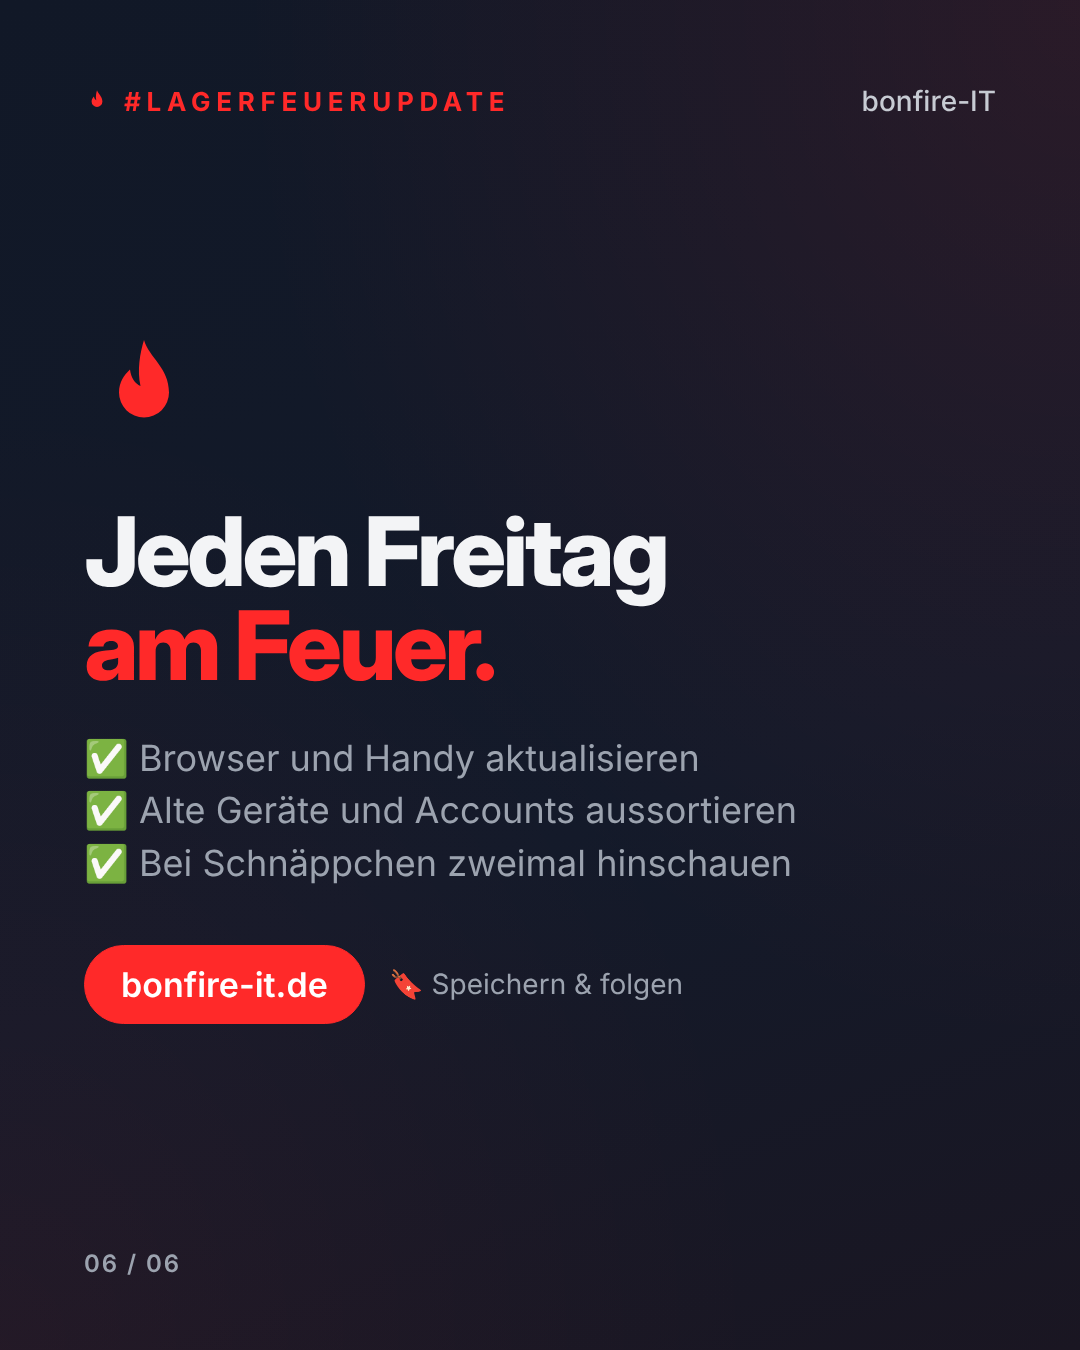 #LAGERFEUERUPDATE
bonfire-IT
Jeden Freitag
am Feuer.
✅ Browser und Handy aktualisieren
✅ Alte Geräte und Accounts aussortieren
✅ Bei Schnäppchen zweimal hinschauen
bonfire-it.de
🔖 Speichern & folgen
06 / 06